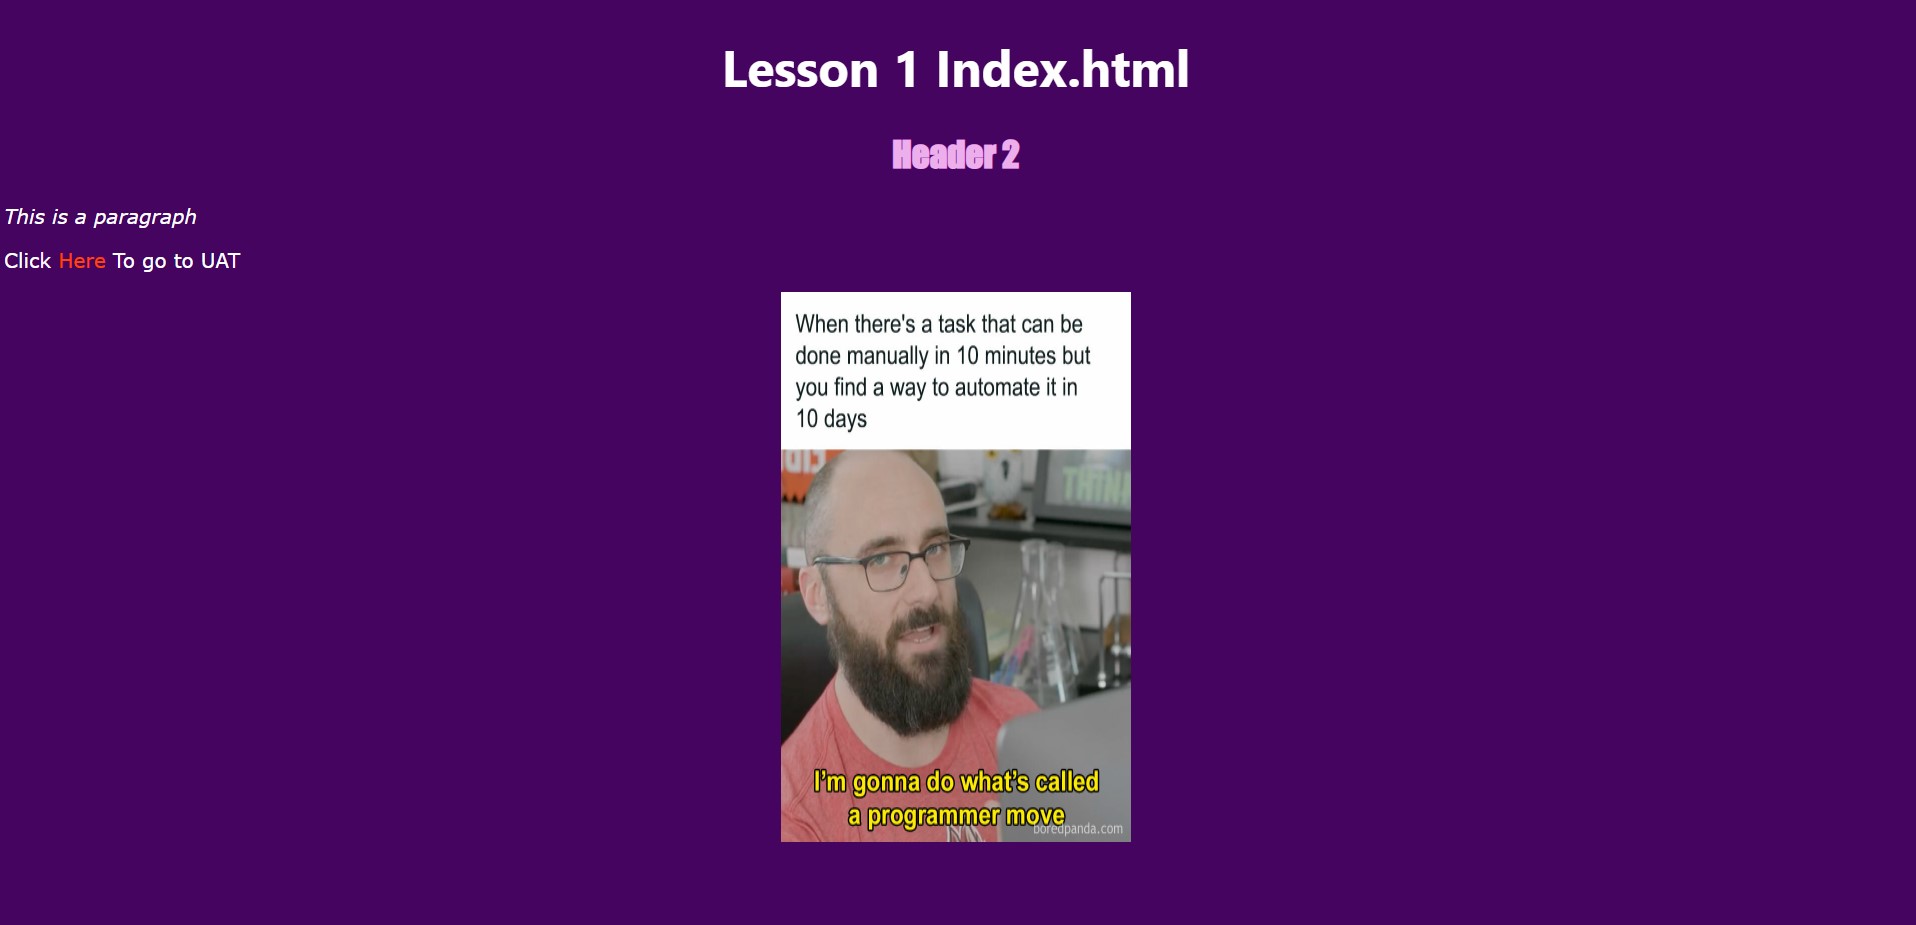 Lesson 1 Index.html
Header 2
This is a paragraph
Click Here To go to UAT
When there's a task that can be
done manually in 10 minutes but
you find a way to automate it in
10 days
THIN
I'm gonna do what's called
a programmer move
boredpanda.com